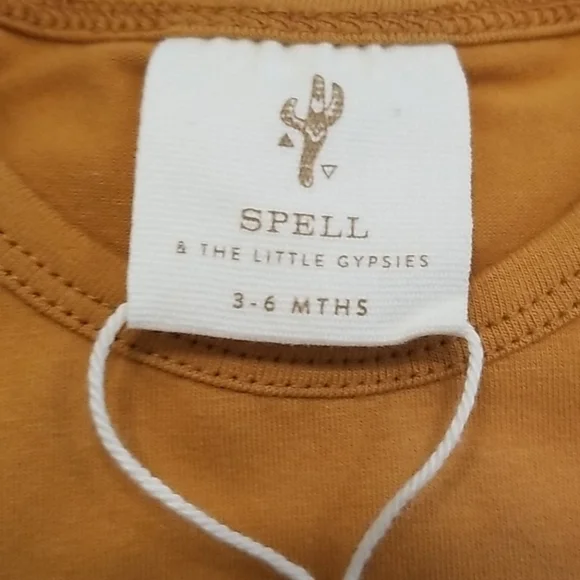 SPELL
& THE LITTLE GYPSIES
3-6 MTHS